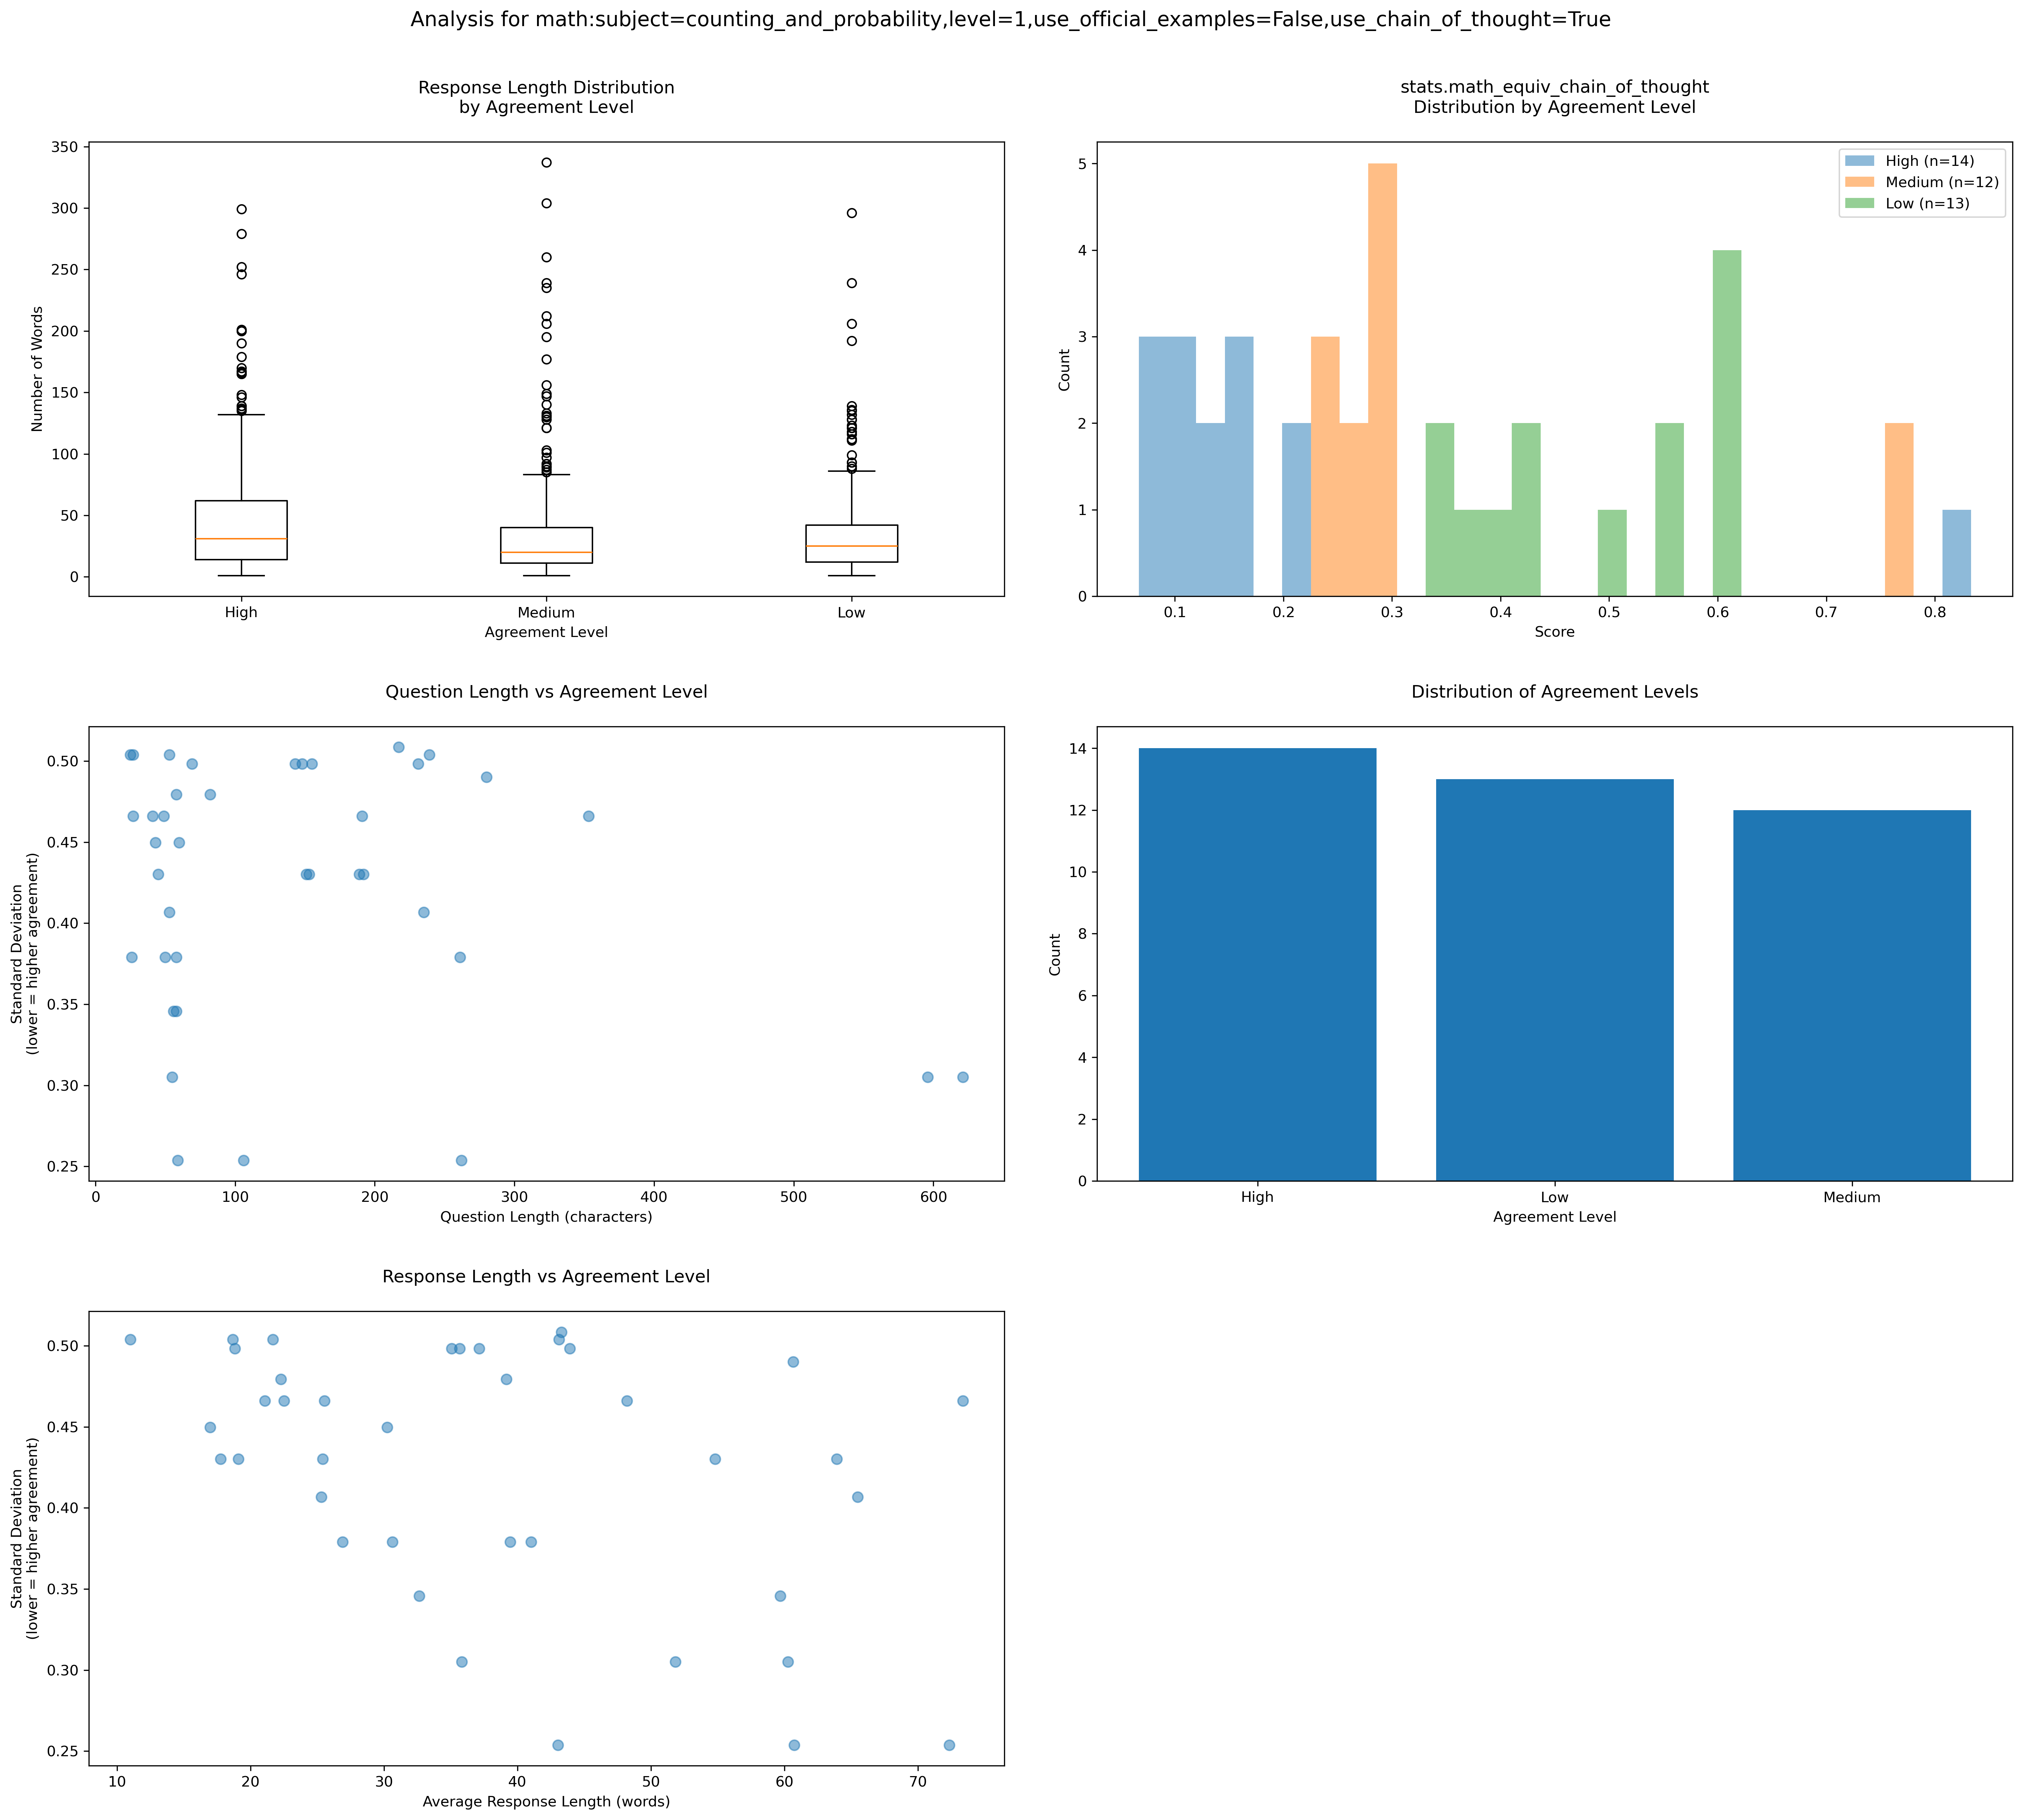 Analysis for math:subject=counting_and_probability,level=1,use_official_examples=False,use_chain_of_thought=True
Response Length Distribution
by Agreement Level
350
300
250
200
150
100
50
0
Number of Words
High
Medium
Low
Agreement Level
stats.math_equiv_chain_of_thought
Distribution by Agreement Level
High (n=14)
Medium (n=12)
Low (n=13)
5
4
3
2
1
0
Count
0.1
0.2
0.3
0.4
0.5
0.6
0.7
0.8
Score
Question Length vs Agreement Level
0.50
0.45
0.40
0.35
0.30
0.25
Standard Deviation
(lower = higher agreement)
0
100
200
300
400
500
600
Question Length (characters)
Distribution of Agreement Levels
14
12
10
8
6
4
2
0
Count
High
Low
Medium
Agreement Level
Response Length vs Agreement Level
0.50
0.45
0.40
0.35
0.30
0.25
Standard Deviation
(lower = higher agreement)
10
20
30
40
50
60
70
Average Response Length (words)